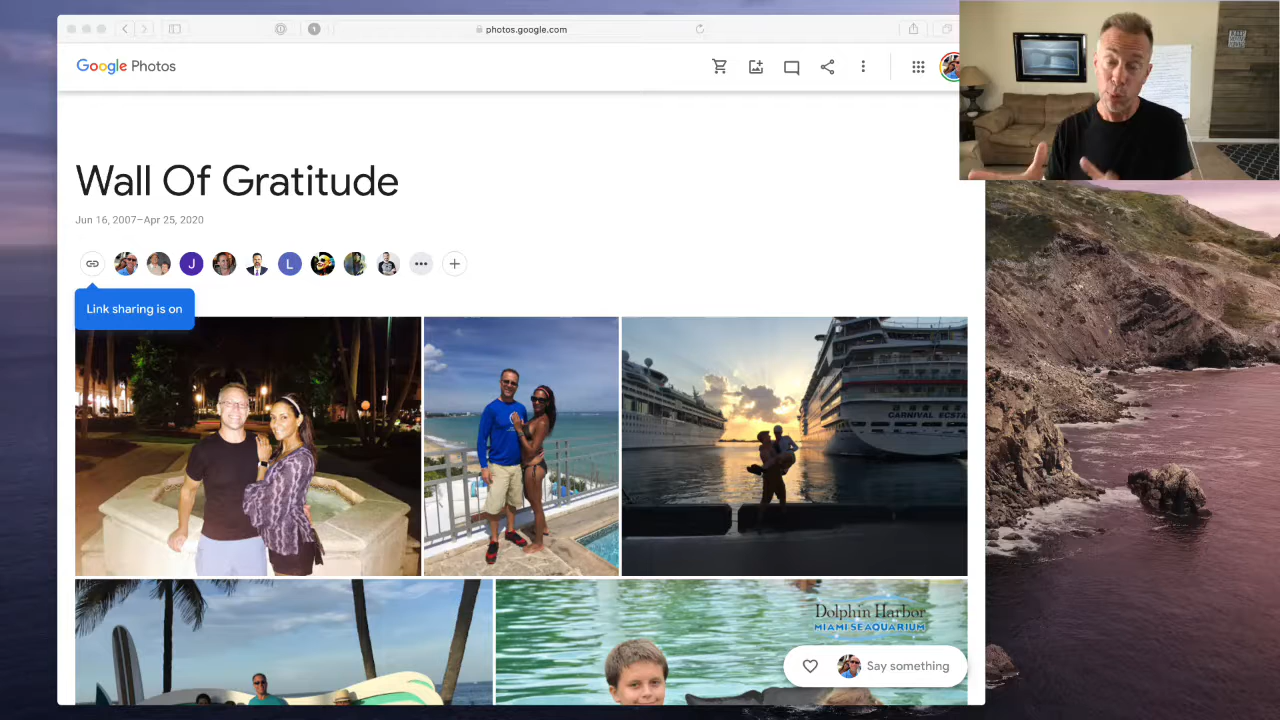 photos.google.com
Google Photos
Wall Of Gratitude
Jun 16, 2007–Apr 25, 2020
J
L
Link sharing is on
CARNIVAL ECSTA
Dolphin Harbor
MIAMI SEAQUARIUM
Say something